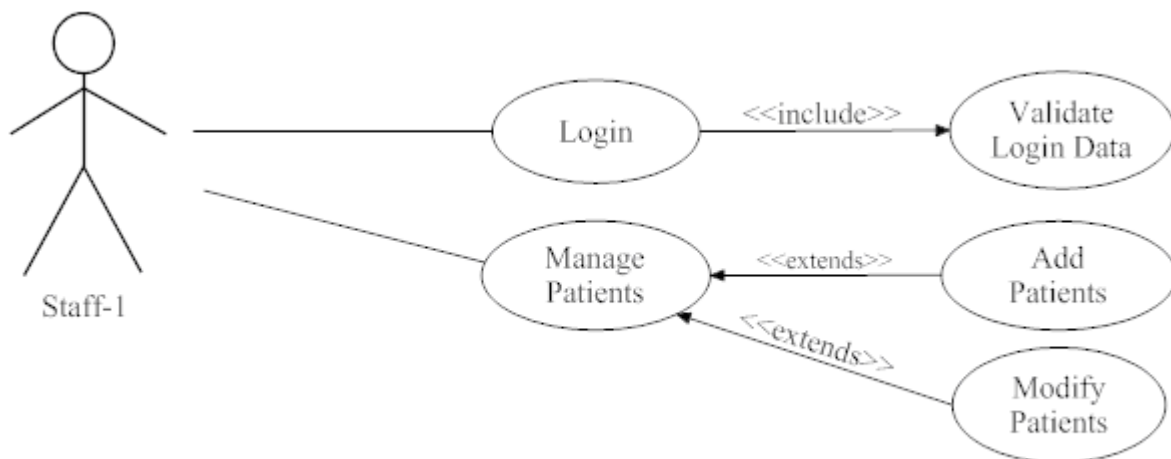 Login
<<include>>
Validate
Login Data
Manage
Patients
<<extends>>
Add
Patients
Staff-1
<<extends>>
Modify
Patients